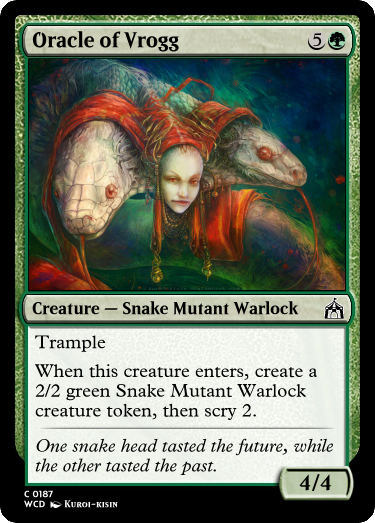 Oracle of Vrogg 5
Creature — Snake Mutant Warlock
Trample
When this creature enters, create a
2/2 green Snake Mutant Warlock
creature token, then scry 2.
One snake head tasted the future, while
the other tasted the past.
4/4
C 0187
WCD Kuroi-kisin